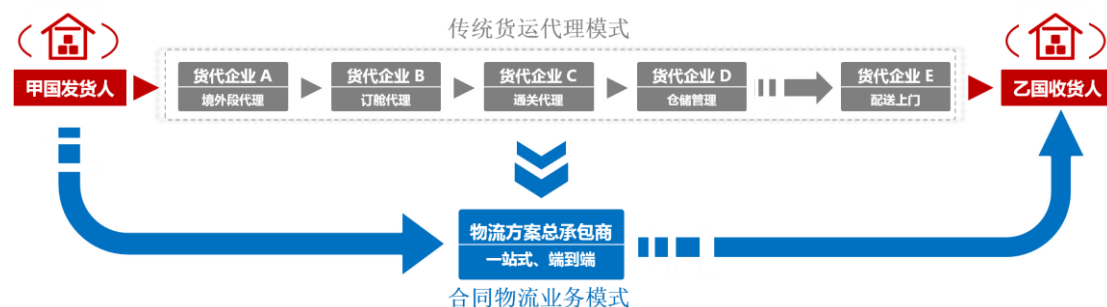 传统货运代理模式
甲国发货人
货代企业 A
境外段代理
货代企业 B
订舱代理
货代企业 C
通关代理
货代企业 D
仓储管理
货代企业 E
配送上门
乙国收货人
物流方案总承包商
一站式、端到端
合同物流业务模式